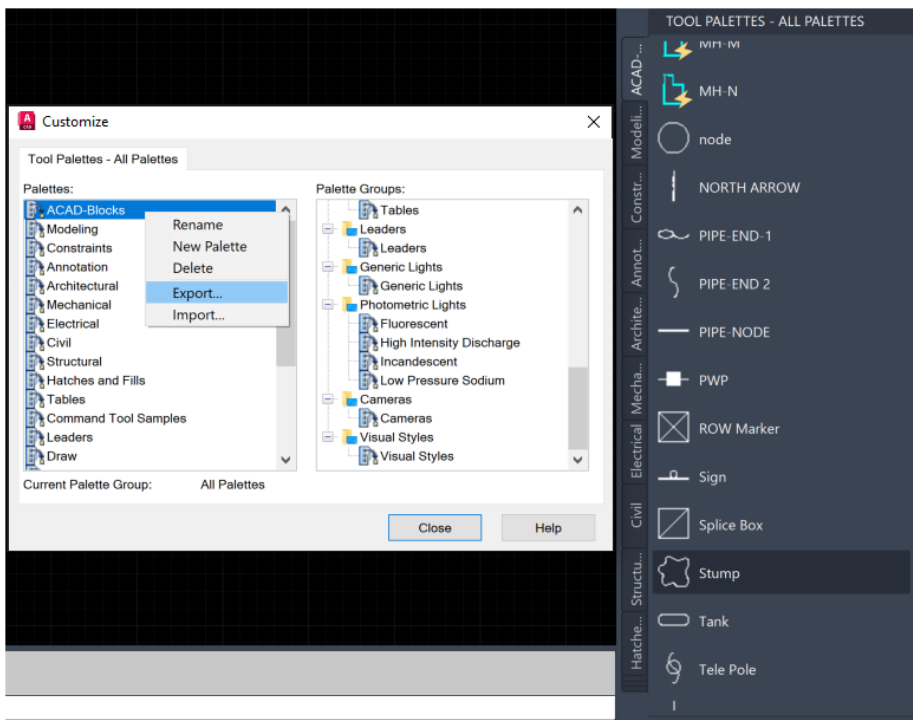 TOOL PALETTES - ALL PALETTES
Customize
Tool Palettes - All Palettes
Palettes:
ACAD-Blocks
Modeling
Constraints
Annotation
Architectural
Mechanical
Electrical
Civil
Structural
Hatches and Fills
Tables
Command Tool Samples
Leaders
Draw
Rename
New Palette
Delete
Export...
Import...
Palette Groups:
Tables
Leaders
Leaders
Generic Lights
Generic Lights
Photometric Lights
Fluorescent
High Intensity Discharge
Incandescent
Low Pressure Sodium
Cameras
Cameras
Visual Styles
Visual Styles
Current Palette Group: All Palettes
Close
Help
ACAD-...
Modeli...
Constr...
Annot...
Archite...
Mecha...
Electrical
Civil
Structu...
Hatche...
MH-M
MH-N
node
NORTH ARROW
PIPE-END-1
PIPE-END 2
PIPE-NODE
PWP
ROW Marker
Sign
Splice Box
Stump
Tank
Tele Pole